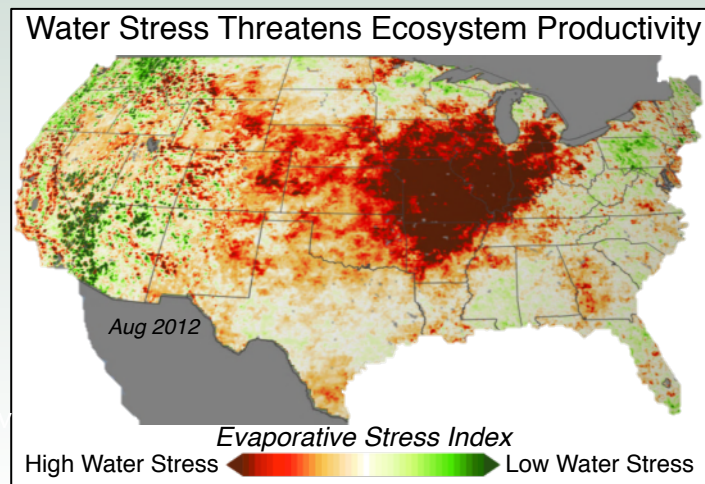 Water Stress Threatens Ecosystem Productivity
Aug 2012
Evaporative Stress Index
High Water Stress Low Water Stress